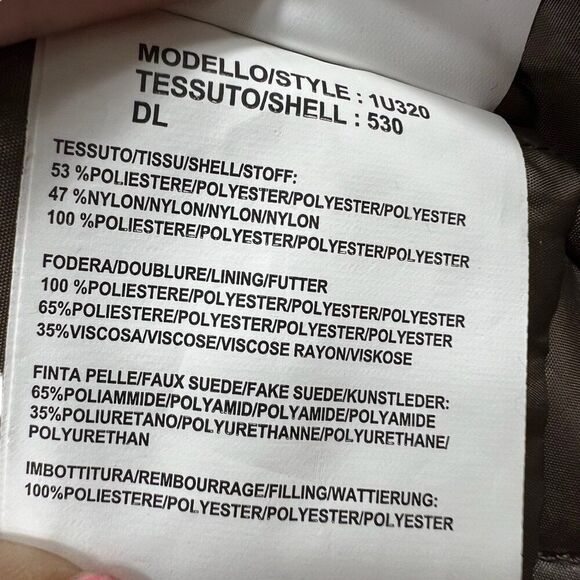 MODELLO/STYLE : 1U320
TESSUTO/SHELL : 530
DL
TESSUTO/TISSU/SHELL/STOFF:
53 %POLIESTERE/POLYESTER/POLYESTER/POLYESTER
47 %NYLON/NYLON/NYLON/NYLON
100 %POLIESTERE/POLYESTER/POLYESTER/POLYESTER
FODERA/DOUBLURE/LINING/FUTTER
100 %POLIESTERE/POLYESTER/POLYESTER/POLYESTER
65%POLIESTERE/POLYESTER/POLYESTER/POLYESTER
35%VISCOSA/VISCOSE/VISCOSE RAYON/VISKOSE
FINTA PELLE/FAUX SUEDE/FAKE SUEDE/KUNSTLEDER:
65%POLIAMMIDE/POLYAMID/POLYAMIDE/POLYAMIDE
35%POLIURETANO/POLYURETHANNE/POLYURETHANE/
POLYURETHAN
IMBOTTITURA/REMBOURRAGE/FILLING/WATTIERUNG:
100%POLIESTERE/POLYESTER/POLYESTER/POLYESTER